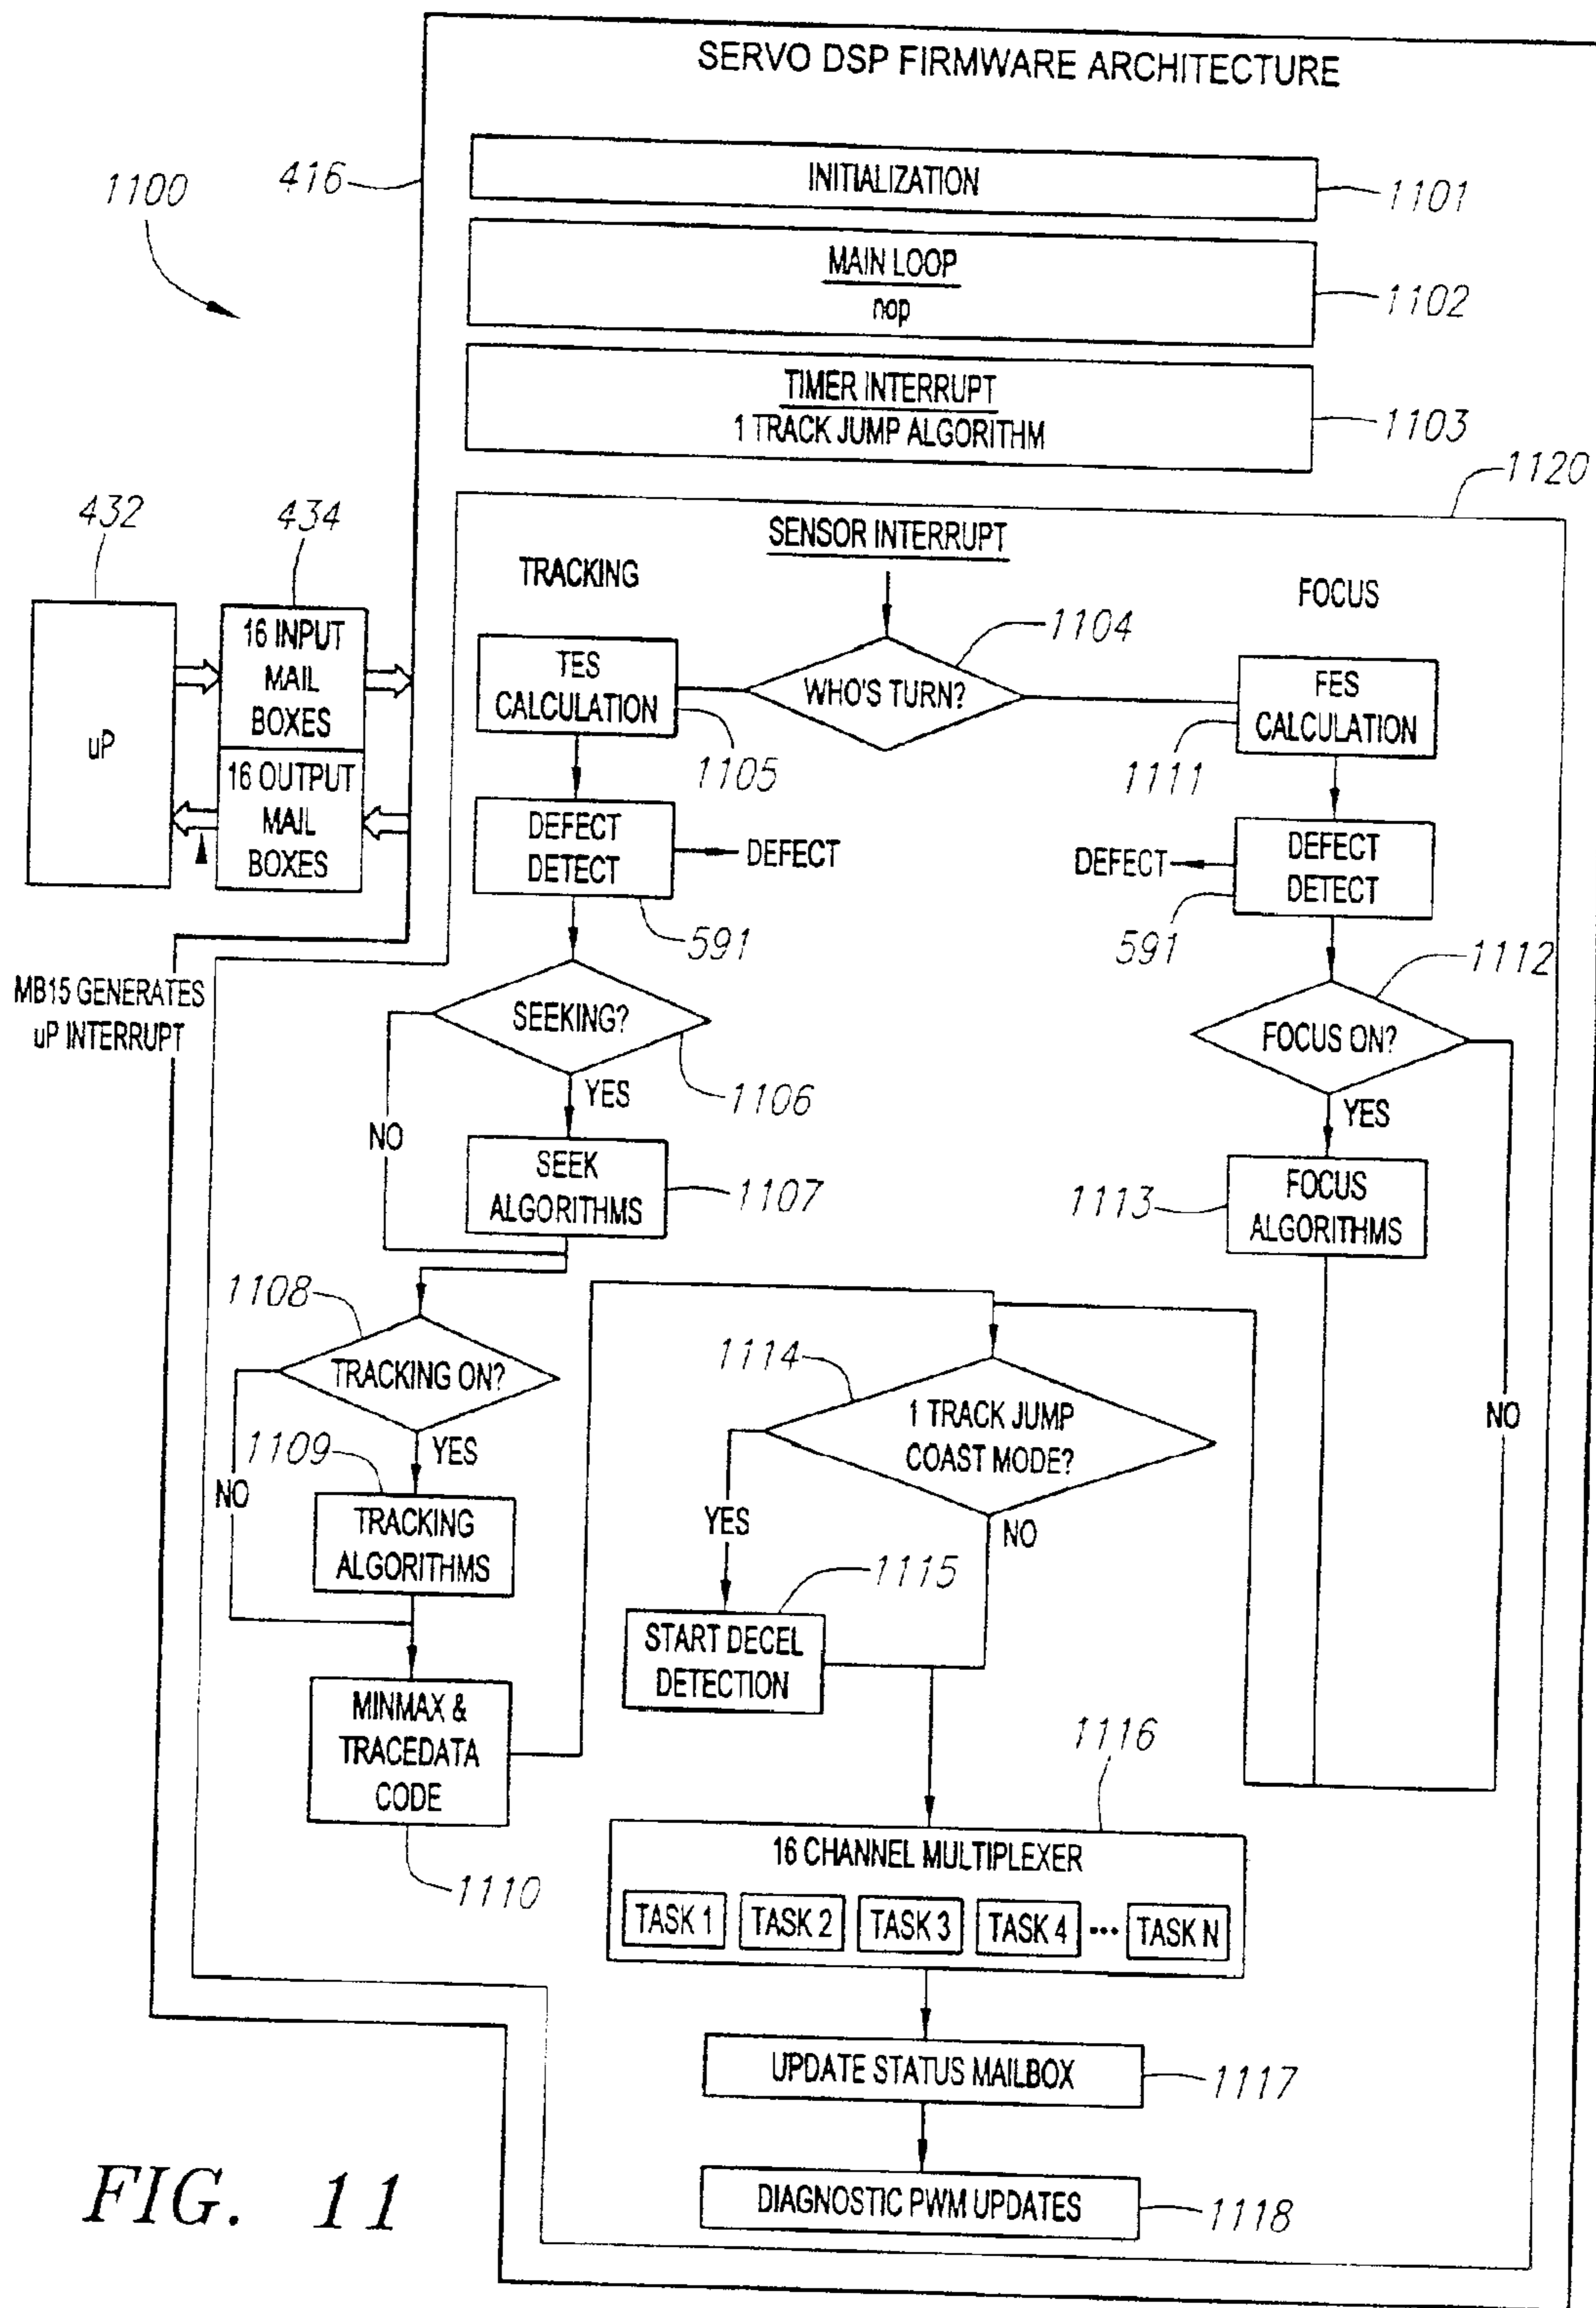 SERVO DSP FIRMWARE ARCHITECTURE
1100
416
INITIALIZATION
1101
MAIN LOOP
nop
1102
TIMER INTERRUPT
1 TRACK JUMP ALGORITHM
1103
1120
432
434
uP
16 INPUT
MAIL
BOXES
16 OUTPUT
MAIL
BOXES
MB15 GENERATES
uP INTERRUPT
SENSOR INTERRUPT
TRACKING
FOCUS
WHO'S TURN?
1104
TES
CALCULATION
1105
FES
CALCULATION
1111
DEFECT
DETECT
DEFECT
591
DEFECT
DEFECT
DETECT
591
SEEKING?
1106
YES
NO
SEEK
ALGORITHMS
1107
FOCUS ON?
1112
YES
NO
FOCUS
ALGORITHMS
1113
1108
TRACKING ON?
YES
NO
1109
TRACKING
ALGORITHMS
MINMAX &
TRACEDATA
CODE
1110
1114
1 TRACK JUMP
COAST MODE?
YES
NO
START DECEL
DETECTION
1115
1116
16 CHANNEL MULTIPLEXER
TASK 1 TASK 2 TASK 3 TASK 4 ••• TASK N
UPDATE STATUS MAILBOX
1117
DIAGNOSTIC PWM UPDATES
1118
FIG. 11